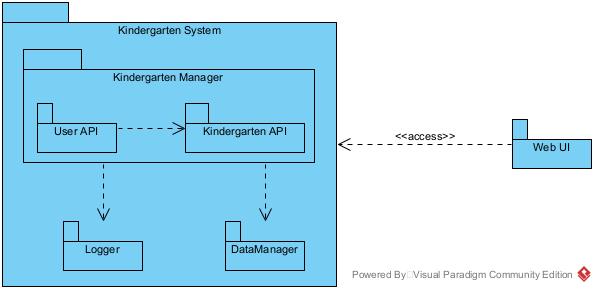 Kindergarten System
Kindergarten Manager
User API
Kindergarten API
<<access>>
Web UI
Logger
DataManager
Powered By Visual Paradigm Community Edition